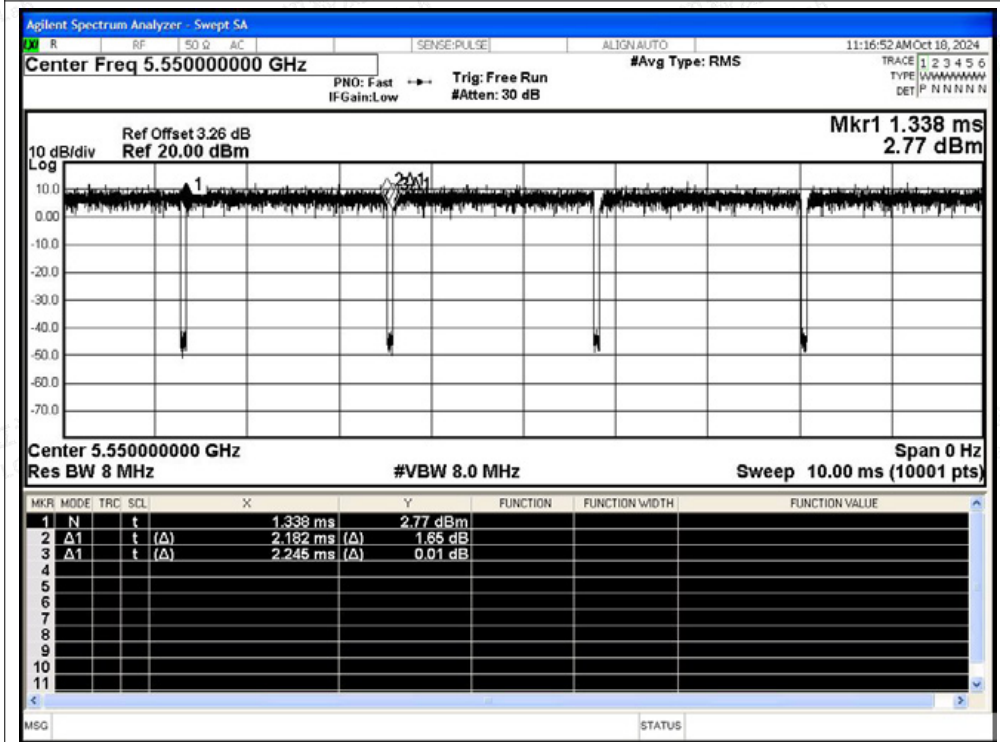 Agilent Spectrum Analyzer - Swept SA
R RF 50 Ω AC SENSE:PULSE ALIGN AUTO 11:16:52 AM Oct 18, 2024
Center Freq 5.550000000 GHz #Avg Type: RMS TRACE 1 2 3 4 5 6
PNO: Fast Trig: Free Run TYPE WWWWWW
IFGain:Low #Atten: 30 dB DET P N N N N N
Mkr1 1.338 ms
Ref Offset 3.26 dB
10 dB/div Ref 20.00 dBm 2.77 dBm
Log
10.0
1
0.00
-10.0
-20.0
-30.0
-40.0
-50.0
-60.0
-70.0
Center 5.550000000 GHz Span 0 Hz
Res BW 8 MHz #VBW 8.0 MHz Sweep 10.00 ms (10001 pts)
MKR MODE TRC SCL X Y FUNCTION FUNCTION WIDTH FUNCTION VALUE
1 N t 1.338 ms 2.77 dBm
2 Δ1 t (Δ) 2.182 ms (Δ) 1.65 dB
3 Δ1 t (Δ) 2.245 ms (Δ) 0.01 dB
4
5
6
7
8
9
10
11
MSG STATUS